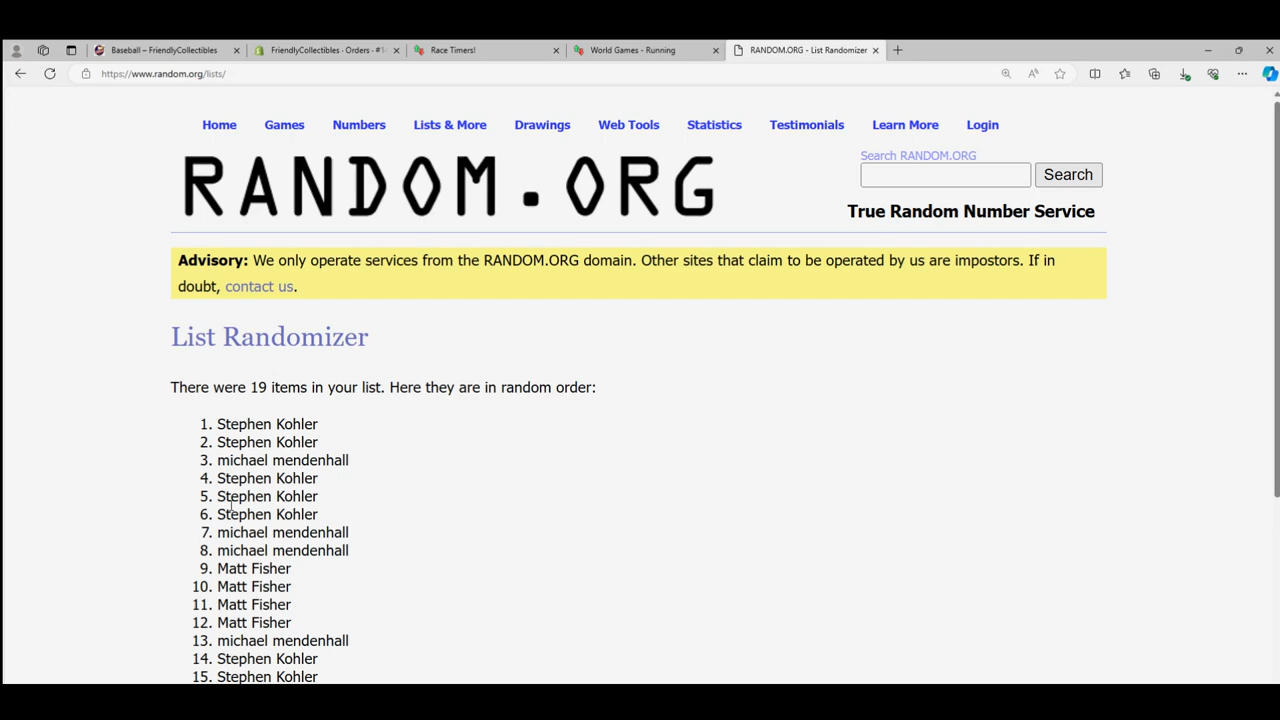 Baseball – FriendlyCollectibles
FriendlyCollectibles · Orders · #1
Race Timers!
World Games - Running
RANDOM.ORG - List Randomizer
https://www.random.org/lists/
Home Games Numbers Lists & More Drawings Web Tools Statistics Testimonials Learn More Login
RANDOM.ORG
Search RANDOM.ORG
Search
True Random Number Service
Advisory: We only operate services from the RANDOM.ORG domain. Other sites that claim to be operated by us are impostors. If in
doubt, contact us.
List Randomizer
There were 19 items in your list. Here they are in random order:
1. Stephen Kohler
2. Stephen Kohler
3. michael mendenhall
4. Stephen Kohler
5. Stephen Kohler
6. Stephen Kohler
7. michael mendenhall
8. michael mendenhall
9. Matt Fisher
10. Matt Fisher
11. Matt Fisher
12. Matt Fisher
13. michael mendenhall
14. Stephen Kohler
15. Stephen Kohler